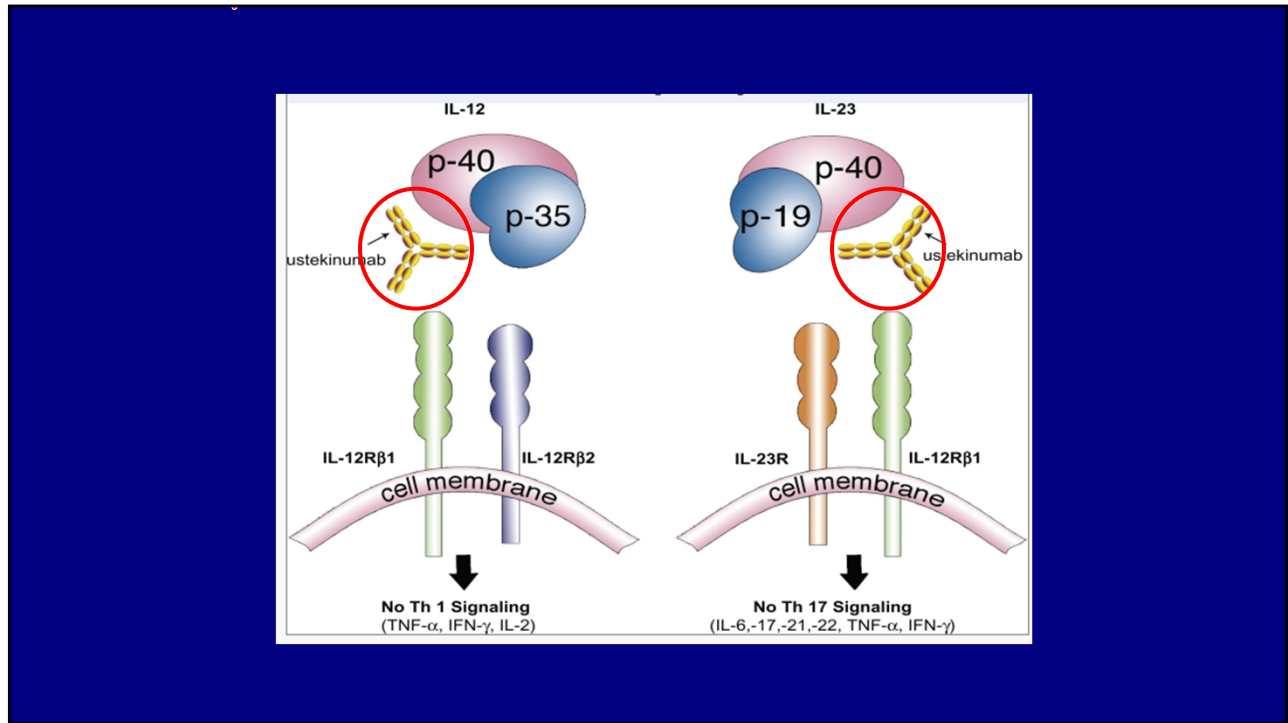 IL-12
p-40
p-35
ustekinumab
IL-12Rβ1
IL-12Rβ2
cell membrane
No Th 1 Signaling
(TNF-α, IFN-γ, IL-2)
IL-23
p-40
p-19
ustekinumab
IL-23R
IL-12Rβ1
cell membrane
No Th 17 Signaling
(IL-6,-17,-21,-22, TNF-α, IFN-γ)